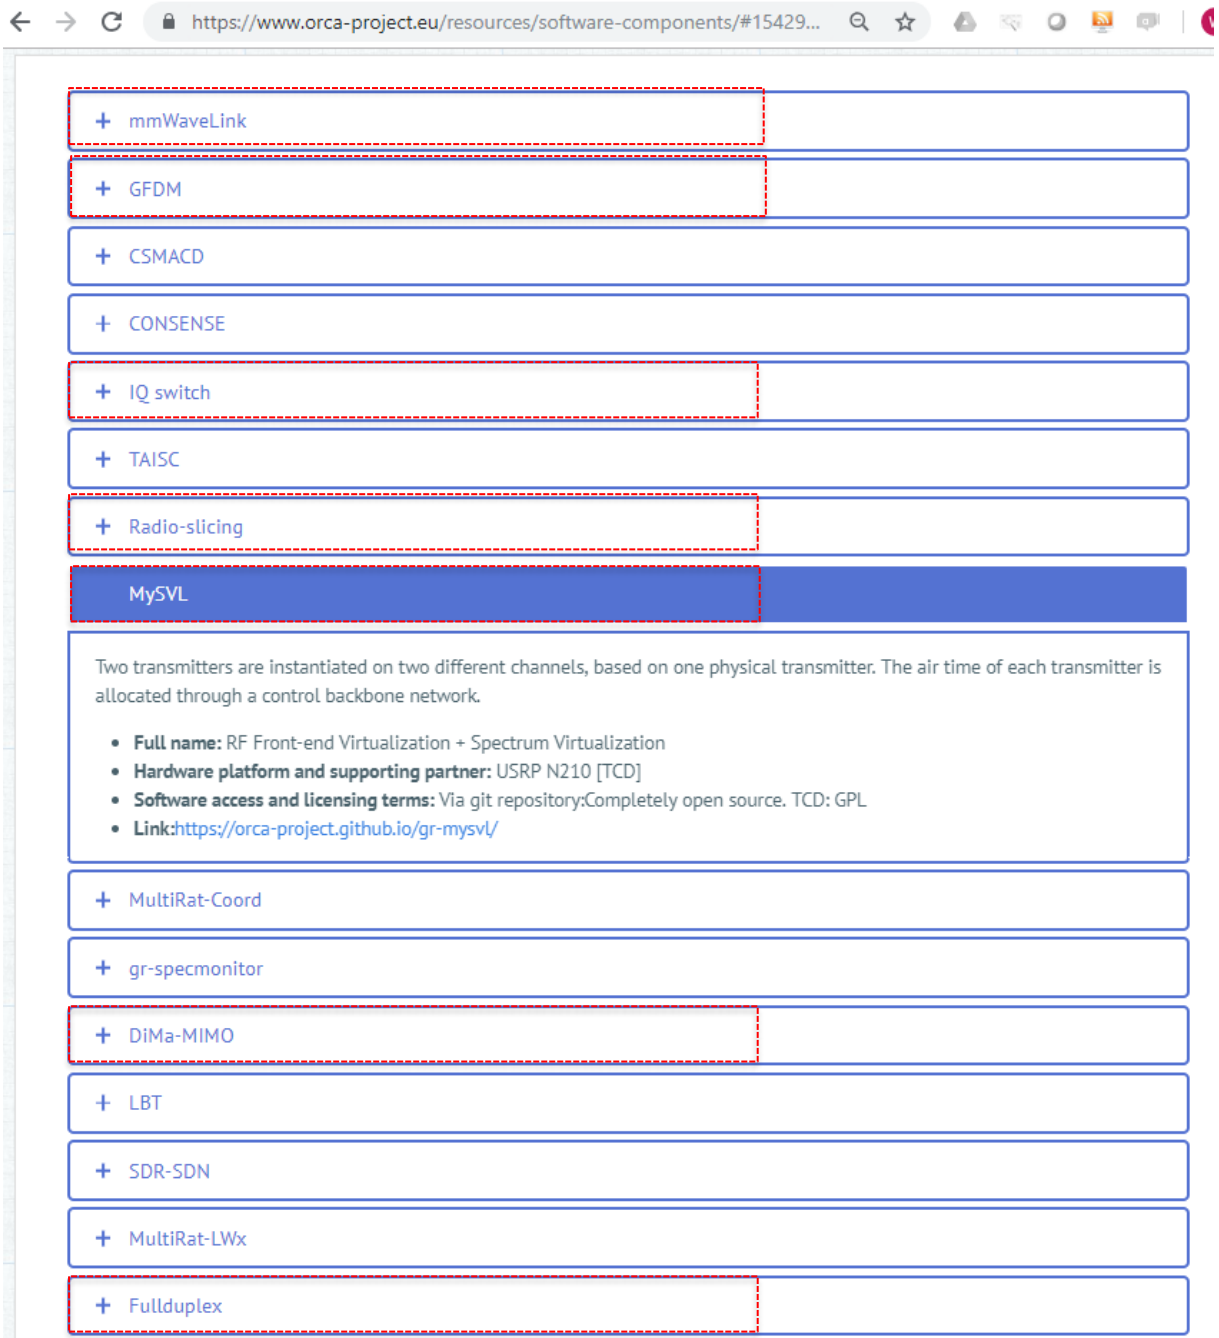 https://www.orca-project.eu/resources/software-components/#15429...
+ mmWaveLink
+ GFDM
+ CSMACD
+ CONSENSE
+ IQ switch
+ TAISC
+ Radio-slicing
MySVL
Two transmitters are instantiated on two different channels, based on one physical transmitter. The air time of each transmitter is
allocated through a control backbone network.
• Full name: RF Front-end Virtualization + Spectrum Virtualization
• Hardware platform and supporting partner: USRP N210 [TCD]
• Software access and licensing terms: Via git repository:Completely open source. TCD: GPL
• Link:https://orca-project.github.io/gr-mysvl/
+ MultiRat-Coord
+ gr-specmonitor
+ DiMa-MIMO
+ LBT
+ SDR-SDN
+ MultiRat-LWx
+ Fullduplex